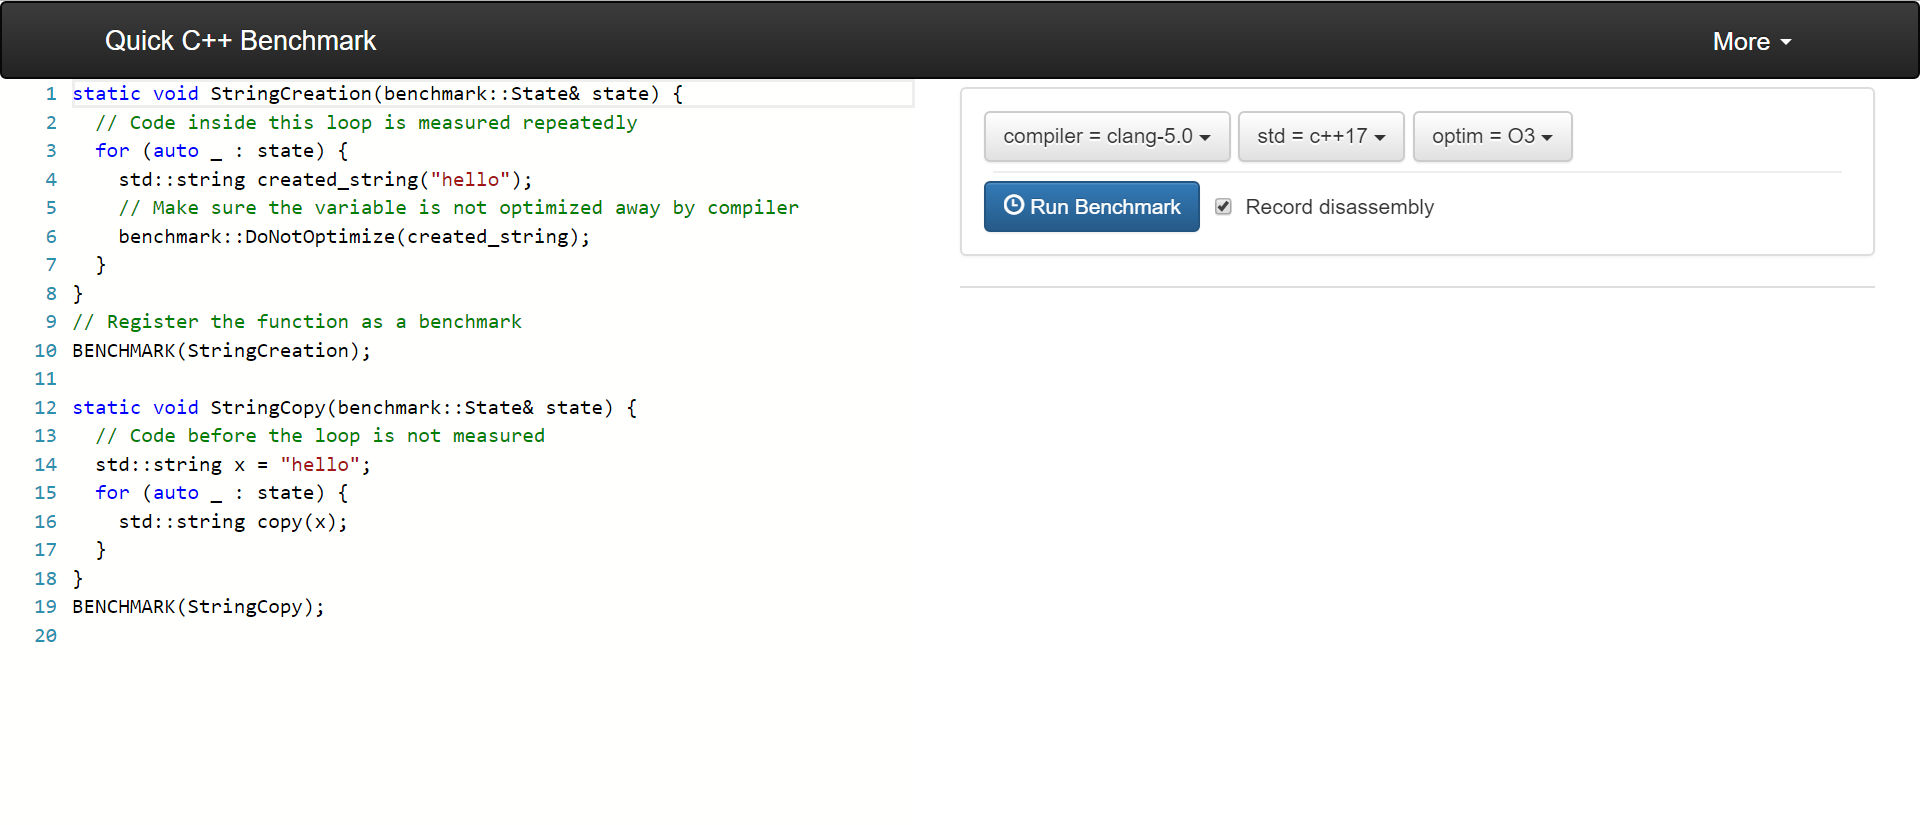 Quick C++ Benchmark
More
1 static void StringCreation(benchmark::State& state) {
2   // Code inside this loop is measured repeatedly
3   for (auto _ : state) {
4     std::string created_string("hello");
5     // Make sure the variable is not optimized away by compiler
6     benchmark::DoNotOptimize(created_string);
7   }
8 }
9 // Register the function as a benchmark
10 BENCHMARK(StringCreation);
11
12 static void StringCopy(benchmark::State& state) {
13   // Code before the loop is not measured
14   std::string x = "hello";
15   for (auto _ : state) {
16     std::string copy(x);
17   }
18 }
19 BENCHMARK(StringCopy);
20
compiler = clang-5.0
std = c++17
optim = O3
Run Benchmark
Record disassembly